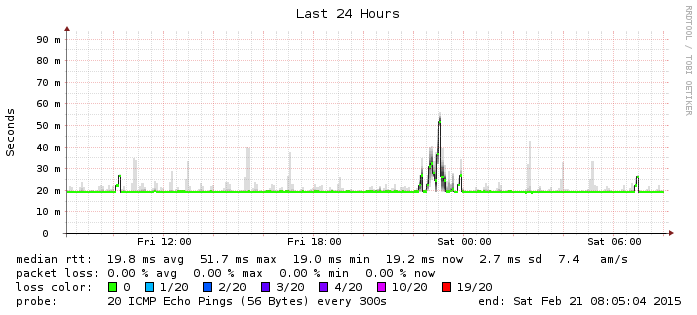 Last 24 Hours
RRDTOOL / TOBI OETIKER
Seconds
90 m
80 m
70 m
60 m
50 m
40 m
30 m
20 m
10 m
0
Fri 12:00 Fri 18:00 Sat 00:00 Sat 06:00
median rtt: 19.8 ms avg 51.7 ms max 19.0 ms min 19.2 ms now 2.7 ms sd 7.4 am/s
packet loss: 0.00 % avg 0.00 % max 0.00 % min 0.00 % now
loss color: 0 1/20 2/20 3/20 4/20 10/20 19/20
probe: 20 ICMP Echo Pings (56 Bytes) every 300s end: Sat Feb 21 08:05:04 2015